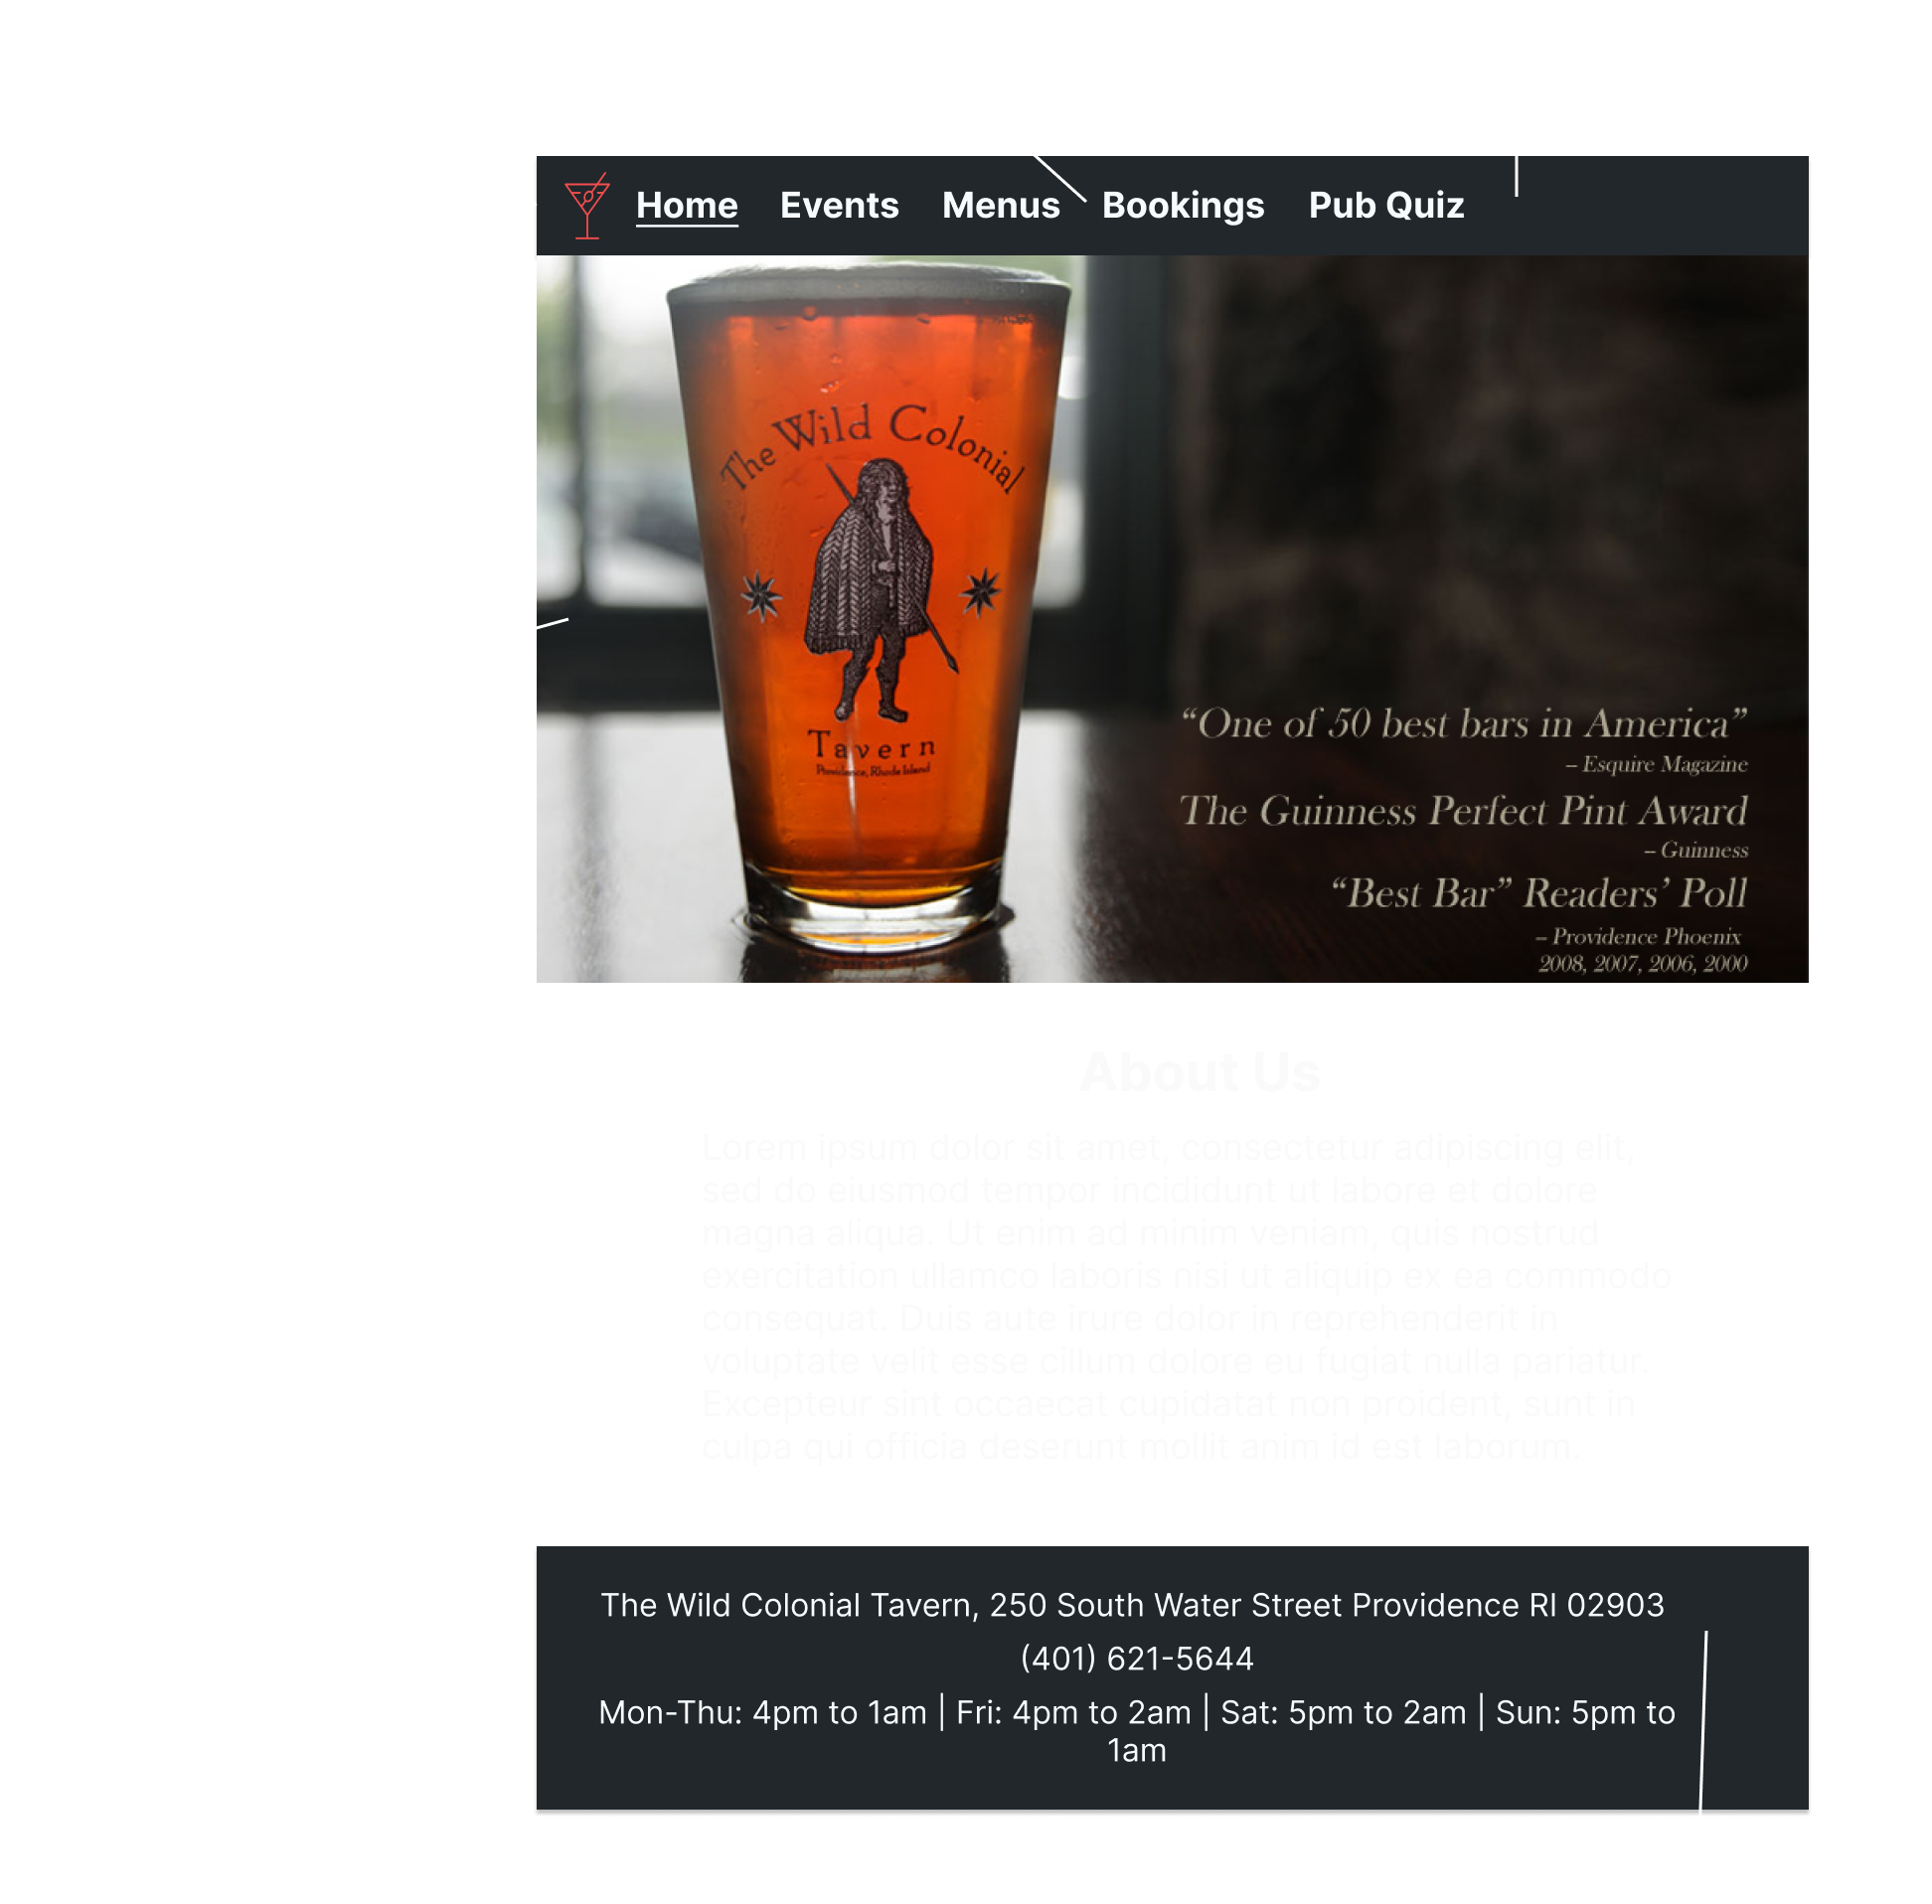 Home Events Menus Bookings Pub Quiz
The Wild Colonial
Tavern
Providence, Rhode Island
“One of 50 best bars in America”
– Esquire Magazine
The Guinness Perfect Pint Award
– Guinness
“Best Bar” Readers’ Poll
– Providence Phoenix
2008, 2007, 2006, 2000
About Us
Lorem ipsum dolor sit amet, consectetur adipiscing elit,
sed do eiusmod tempor incididunt ut labore et dolore
magna aliqua. Ut enim ad minim veniam, quis nostrud
exercitation ullamco laboris nisi ut aliquip ex ea commodo
consequat. Duis aute irure dolor in reprehenderit in
voluptate velit esse cillum dolore eu fugiat nulla pariatur.
Excepteur sint occaecat cupidatat non proident, sunt in
culpa qui officia deserunt mollit anim id est laborum.
The Wild Colonial Tavern, 250 South Water Street Providence RI 02903
(401) 621-5644
Mon-Thu: 4pm to 1am | Fri: 4pm to 2am | Sat: 5pm to 2am | Sun: 5pm to
1am